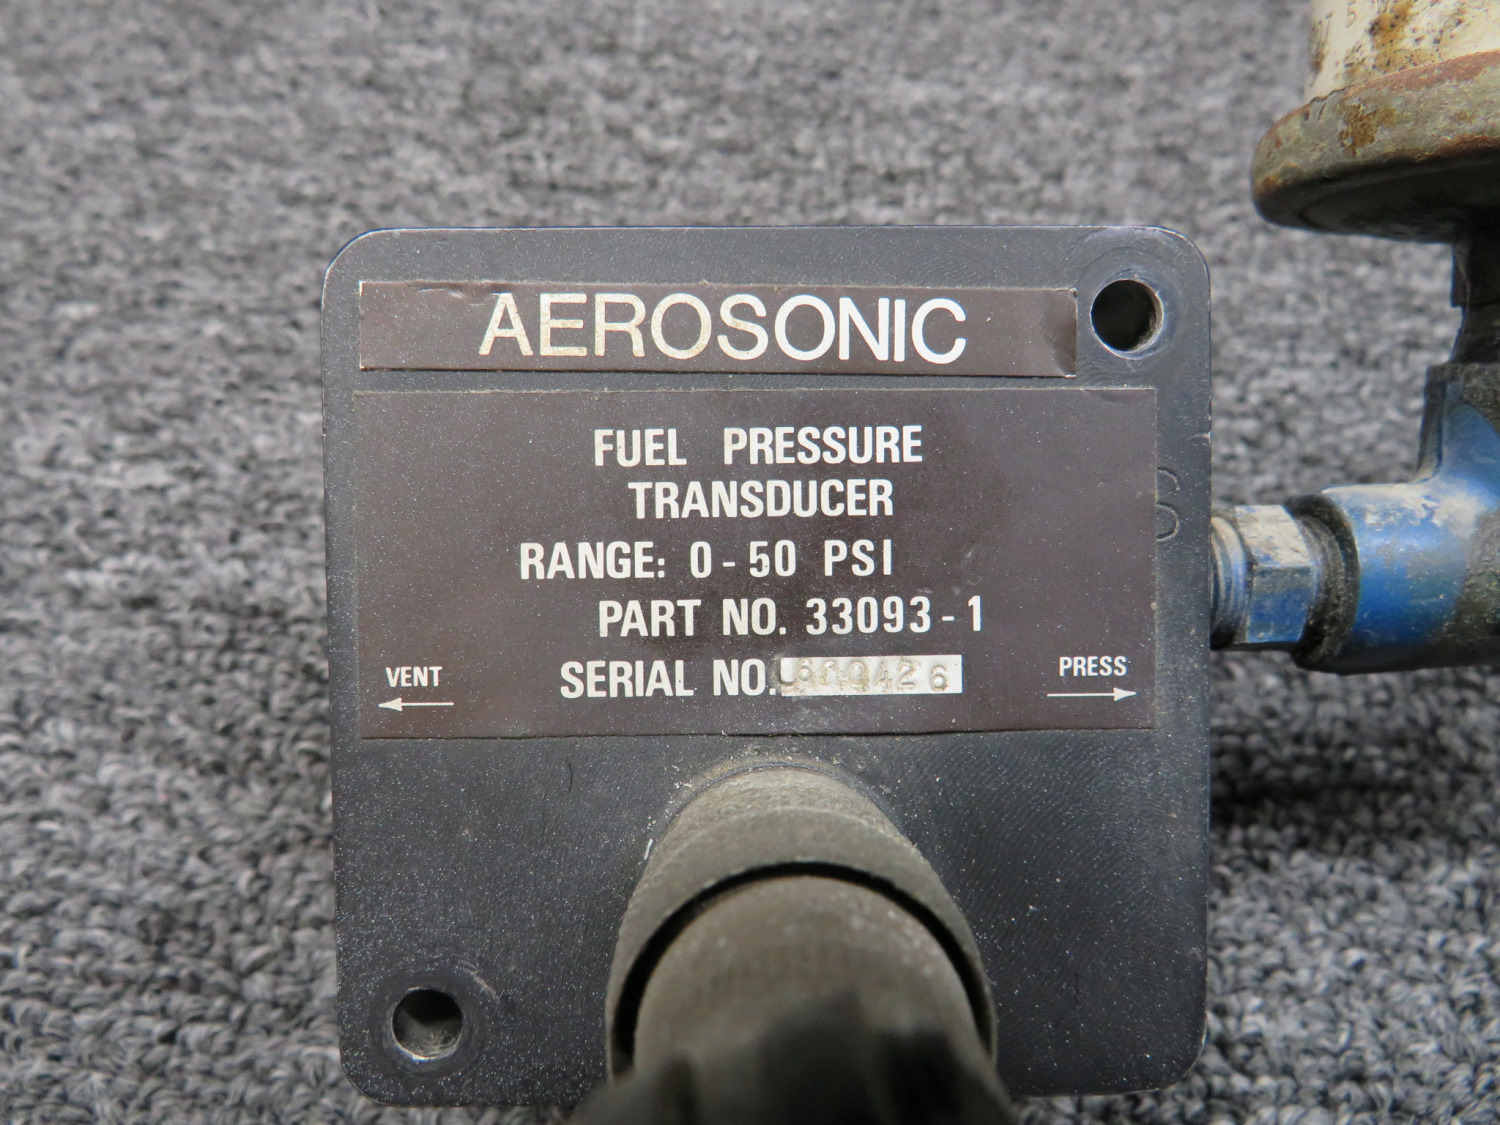 AEROSONIC
FUEL PRESSURE
TRANSDUCER
RANGE: 0-50 PSI
PART NO. 33093-1
SERIAL NO.
VENT
PRESS
S